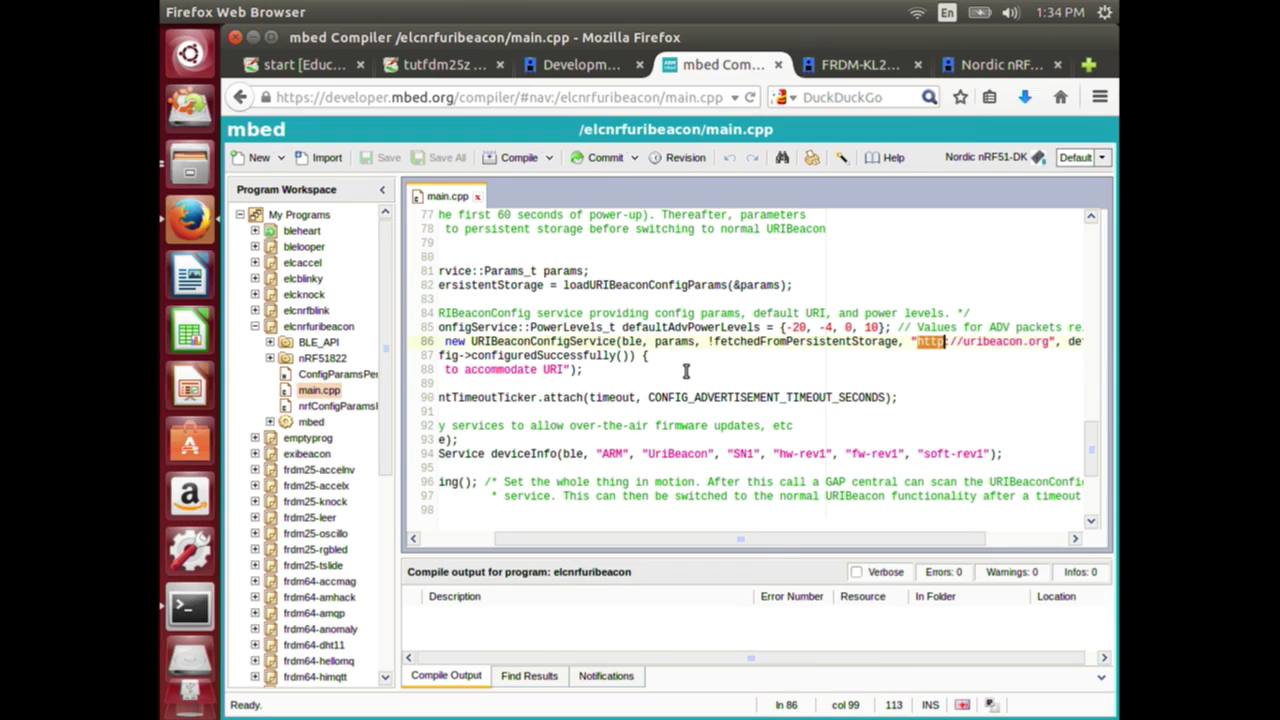 Firefox Web Browser
En
1:34 PM
mbed Compiler /elcnrfuribeacon/main.cpp - Mozilla Firefox
start [Educ...
tutfdm25z ...
Developm...
mbed Com...
FRDM-KL2...
Nordic nRF...
https://developer.mbed.org/compiler/#nav:/elcnrfuribeacon/main.cpp
DuckDuckGo
mbed
/elcnrfuribeacon/main.cpp
New
Import
Save
Save All
Compile
Commit
Revision
Help
Nordic nRF51-DK
Default
Program Workspace
My Programs
bleheart
blelooper
elcaccel
elcblinky
elcknock
elcnrfblink
elcnrfuribeacon
BLE_API
nRF51822
ConfigParamsPer
main.cpp
nrfConfigParamsI
mbed
emptyprog
exibeacon
frdm25-accelnv
frdm25-accelx
frdm25-knock
frdm25-leer
frdm25-oscillo
frdm25-rgbled
frdm25-tslide
frdm64-accmag
frdm64-amhack
frdm64-amqp
frdm64-anomaly
frdm64-dht11
frdm64-hellomq
frdm64-himqtt
main.cpp
77 he first 60 seconds of power-up). Thereafter, parameters
78 to persistent storage before switching to normal URIBeacon
79
80
81 rvice::Params_t params;
82 ersistentStorage = loadURIBeaconConfigParams(&params);
83
84 RIBeaconConfig service providing config params, default URI, and power levels. */
85 onfigService::PowerLevels_t defaultAdvPowerLevels = {-20, -4, 0, 10}; // Values for ADV packets re
86 new URIBeaconConfigService(ble, params, !fetchedFromPersistentStorage, "http://uribeacon.org", de
87 fig->configuredSuccessfully()) {
88 to accommodate URI");
89
90 ntTimeoutTicker.attach(timeout, CONFIG_ADVERTISEMENT_TIMEOUT_SECONDS);
91
92 y services to allow over-the-air firmware updates, etc
93 e);
94 Service deviceInfo(ble, "ARM", "UriBeacon", "SN1", "hw-rev1", "fw-rev1", "soft-rev1");
95
96 ing(); /* Set the whole thing in motion. After this call a GAP central can scan the URIBeaconConfi
97 * service. This can then be switched to the normal URIBeacon functionality after a timeout
98
Compile output for program: elcnrfuribeacon
Verbose
Errors: 0
Warnings: 0
Infos: 0
Description
Error Number
Resource
In Folder
Location
Compile Output
Find Results
Notifications
Ready.
ln 86
col 99
113
INS